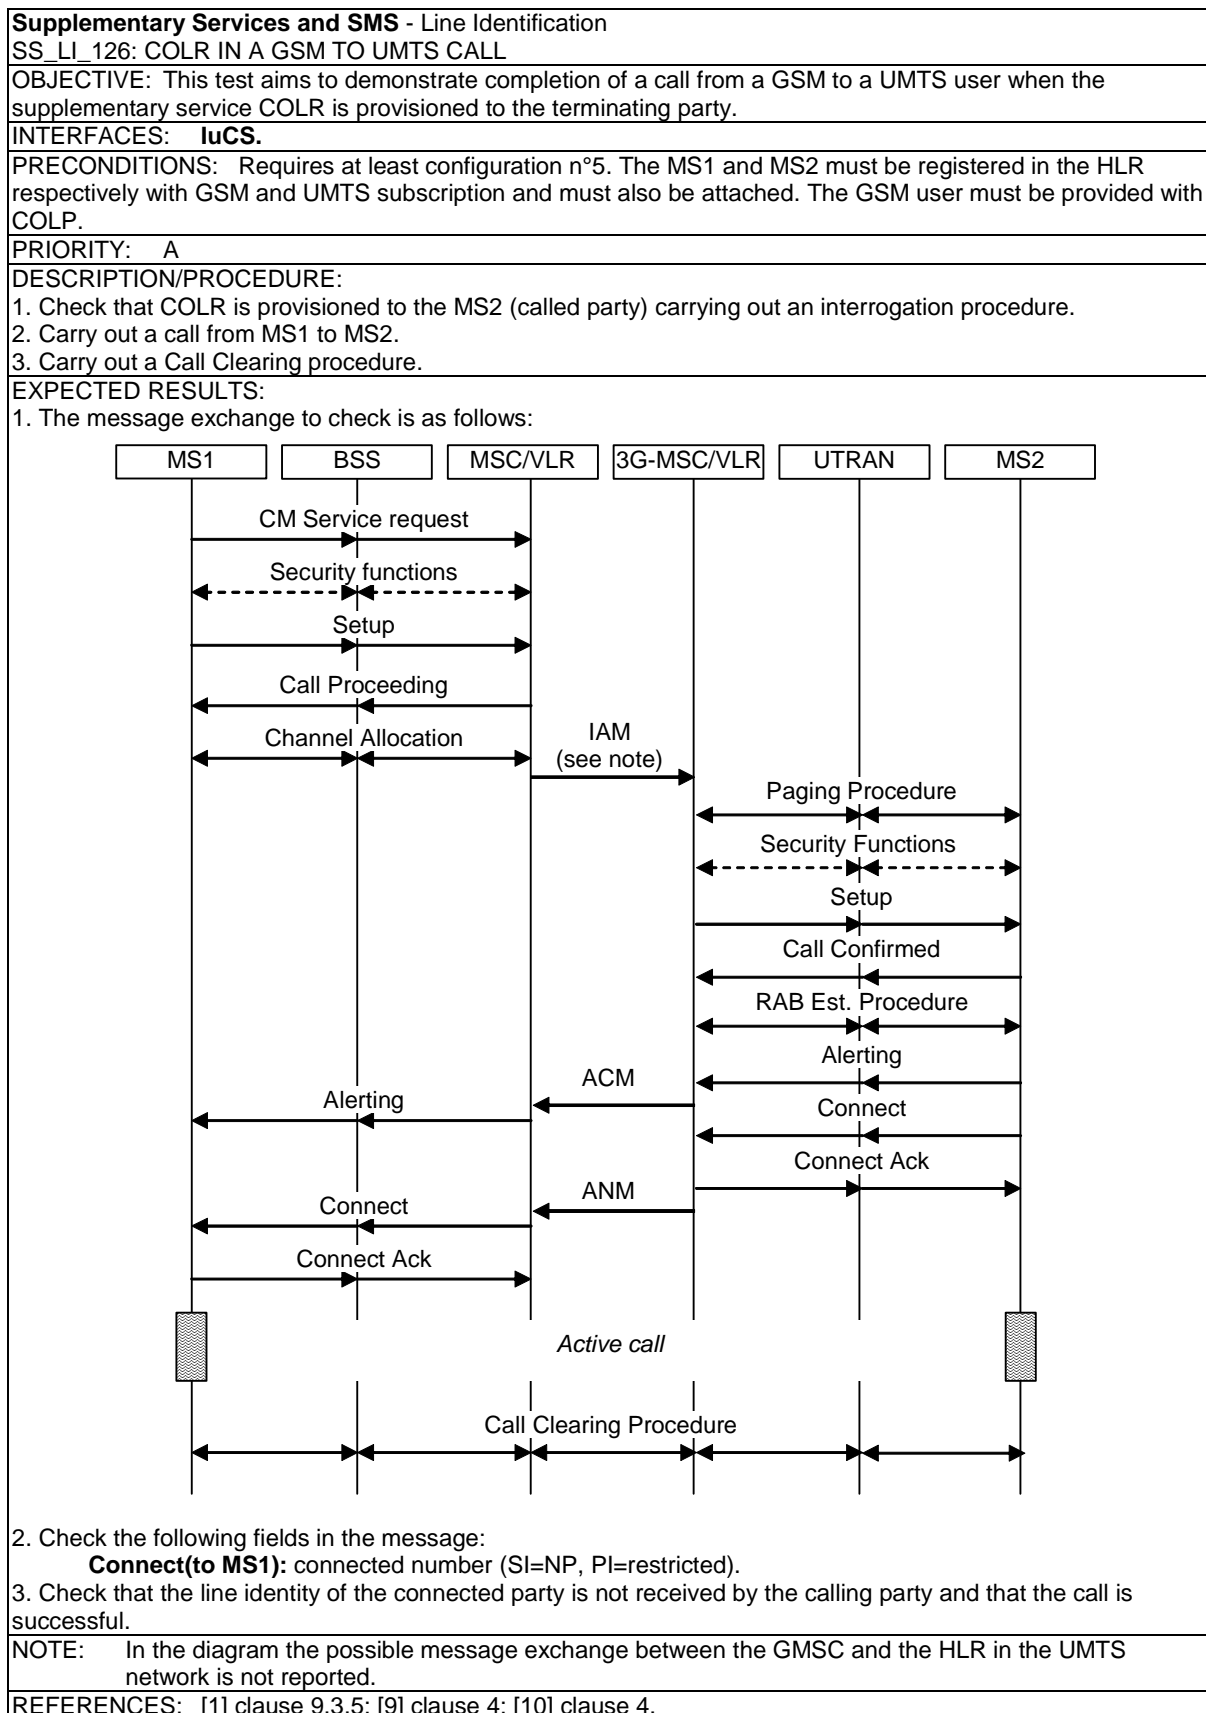 Supplementary Services and SMS - Line Identification
SS_LI_126: COLR IN A GSM TO UMTS CALL
OBJECTIVE: This test aims to demonstrate completion of a call from a GSM to a UMTS user when the
supplementary service COLR is provisioned to the terminating party.
INTERFACES: IuCS.
PRECONDITIONS: Requires at least configuration n°5. The MS1 and MS2 must be registered in the HLR
respectively with GSM and UMTS subscription and must also be attached. The GSM user must be provided with
COLP.
PRIORITY: A
DESCRIPTION/PROCEDURE:
1. Check that COLR is provisioned to the MS2 (called party) carrying out an interrogation procedure.
2. Carry out a call from MS1 to MS2.
3. Carry out a Call Clearing procedure.
EXPECTED RESULTS:
1. The message exchange to check is as follows:
MS1 BSS MSC/VLR 3G-MSC/VLR UTRAN MS2
CM Service request
Security functions
Setup
Call Proceeding
Channel Allocation
IAM
(see note)
Paging Procedure
Security Functions
Setup
Call Confirmed
RAB Est. Procedure
Alerting
ACM
Alerting
Connect
Connect Ack
ANM
Connect
Connect Ack
Active call
Call Clearing Procedure
2. Check the following fields in the message:
Connect(to MS1): connected number (SI=NP, PI=restricted).
3. Check that the line identity of the connected party is not received by the calling party and that the call is
successful.
NOTE: In the diagram the possible message exchange between the GMSC and the HLR in the UMTS
network is not reported.
REFERENCES: [1] clause 9.3.5; [9] clause 4; [10] clause 4.